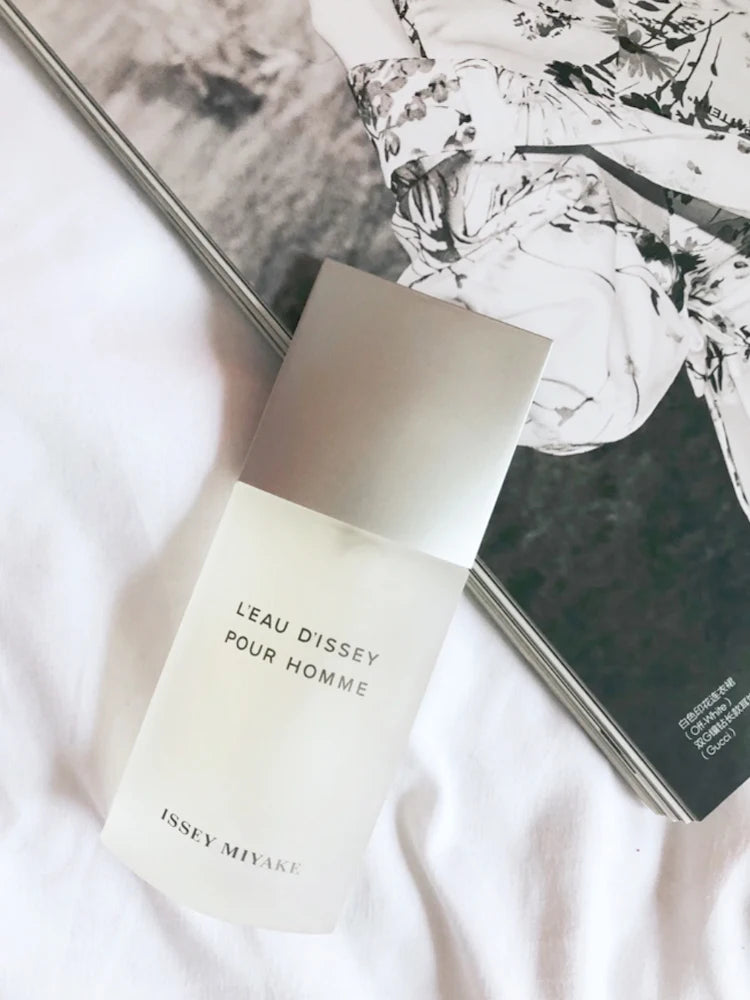 L'EAU D'ISSEY
POUR HOMME
ISSEY MIYAKE
白色印花连衣裙
(Off-White)
(Gucci)